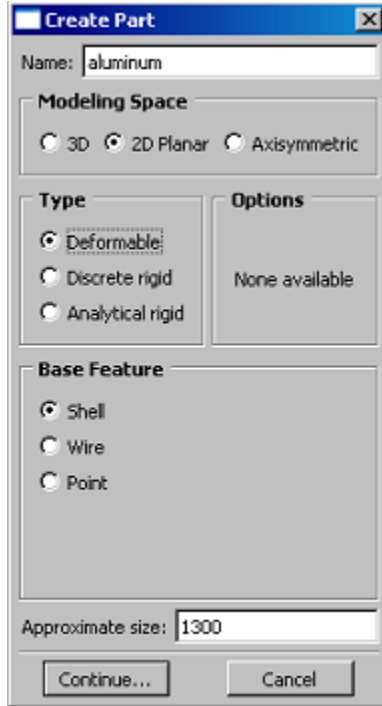 Create Part
Name: aluminum
Modeling Space
3D 2D Planar Axisymmetric
Type
Deformable
Discrete rigid
Analytical rigid
Options
None available
Base Feature
Shell
Wire
Point
Approximate size: 1300
Continue... Cancel